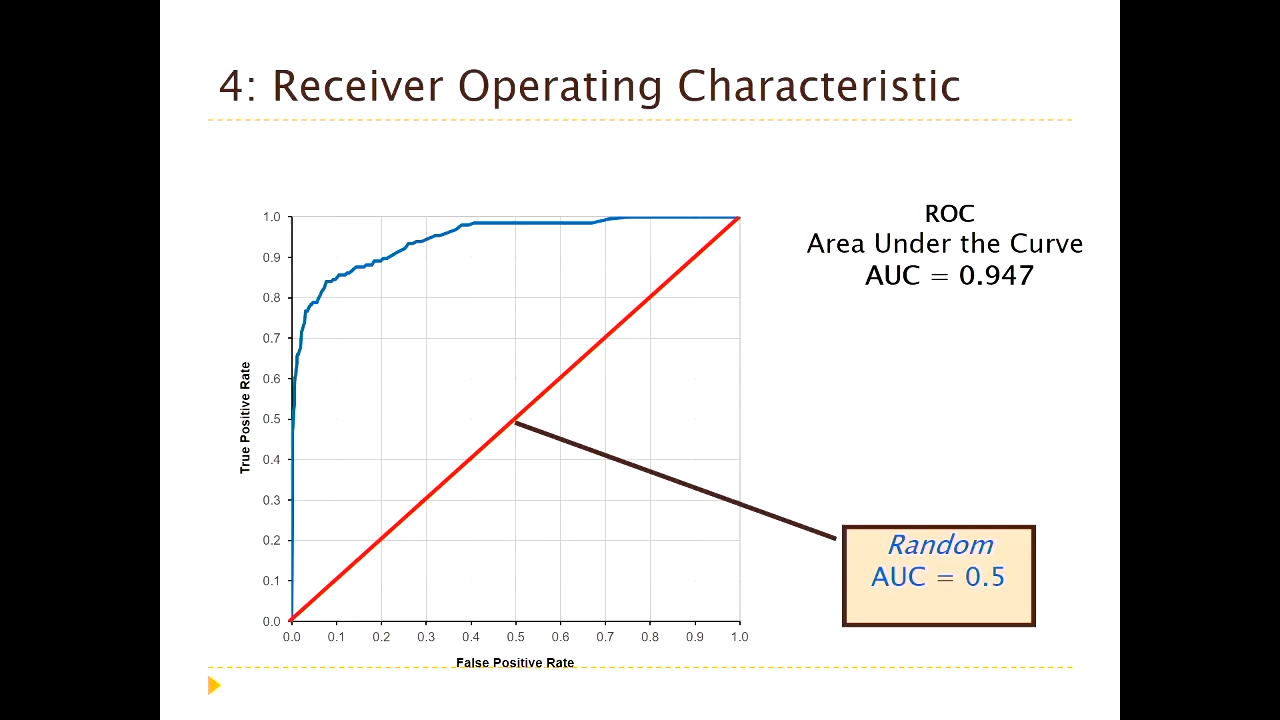 4: Receiver Operating Characteristic
ROC
Area Under the Curve
AUC = 0.947
1.0
0.9
0.8
0.7
0.6
0.5
0.4
0.3
0.2
0.1
0.0
True Positive Rate
0.0 0.1 0.2 0.3 0.4 0.5 0.6 0.7 0.8 0.9 1.0
False Positive Rate
Random
AUC = 0.5